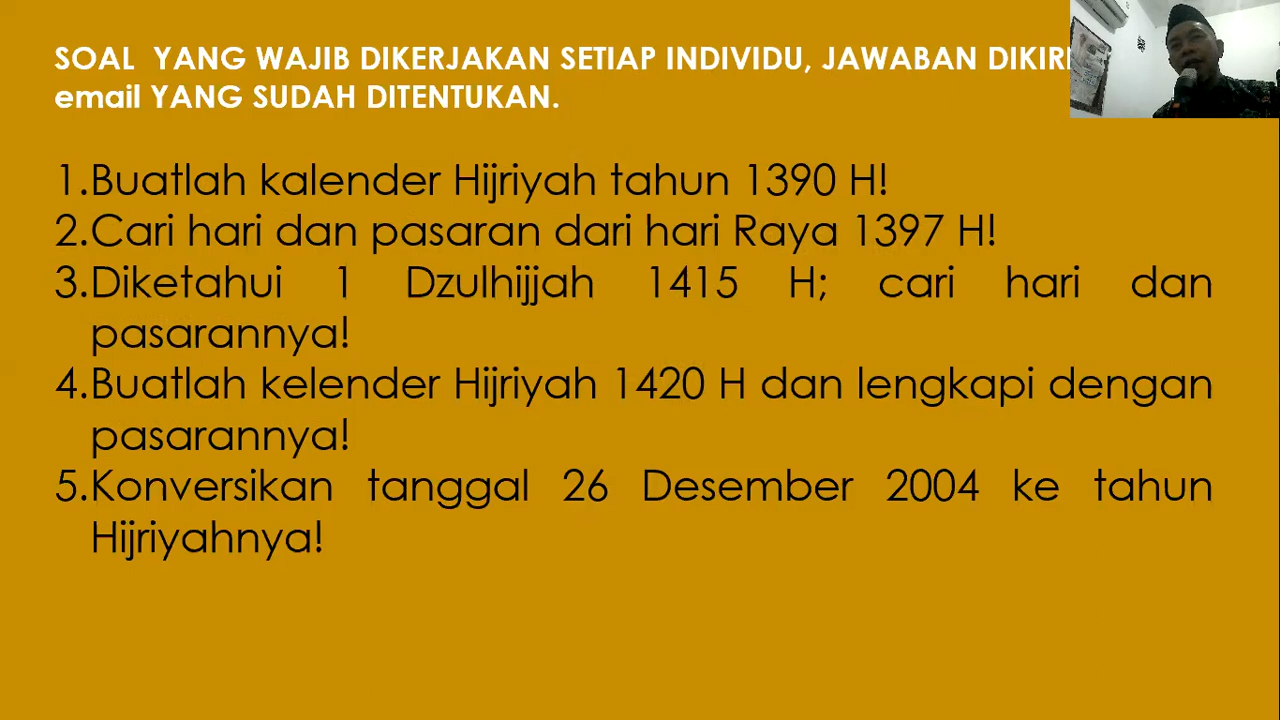 SOAL YANG WAJIB DIKERJAKAN SETIAP INDIVIDU, JAWABAN
email YANG SUDAH DITENTUKAN.
1.Buatlah kalender Hijriyah tahun 1390 H!
2.Cari hari dan pasaran dari hari Raya 1397 H!
3.Diketahui 1 Dzulhijjah 1415 H; cari hari dan
pasarannya!
4.Buatlah kelender Hijriyah 1420 H dan lengkapi dengan
pasarannya!
5.Konversikan tanggal 26 Desember 2004 ke tahun
Hijriyahnya!